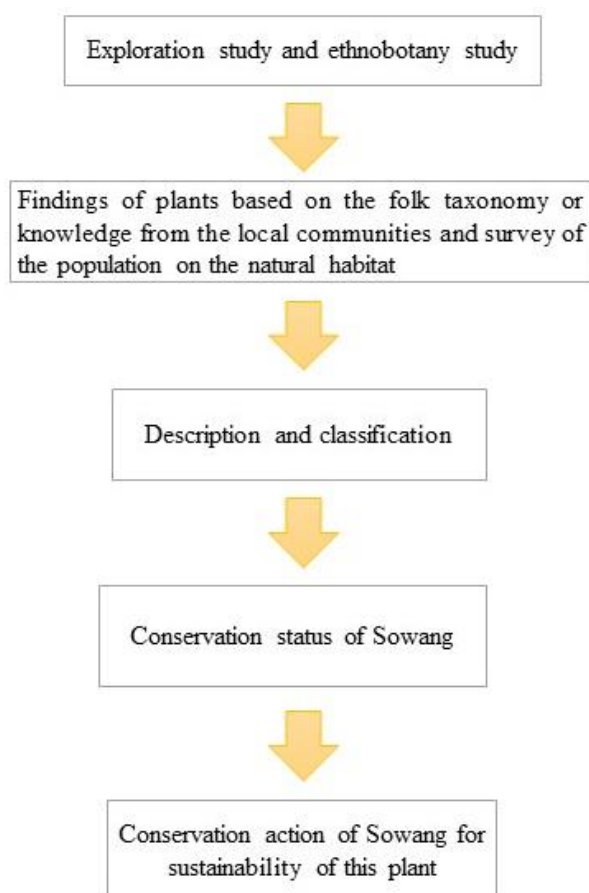 Exploration study and ethnobotany study
Findings of plants based on the folk taxonomy or
knowledge from the local communities and survey of
the population on the natural habitat
Description and classification
Conservation status of Sowang
Conservation action of Sowang for
sustainability of this plant